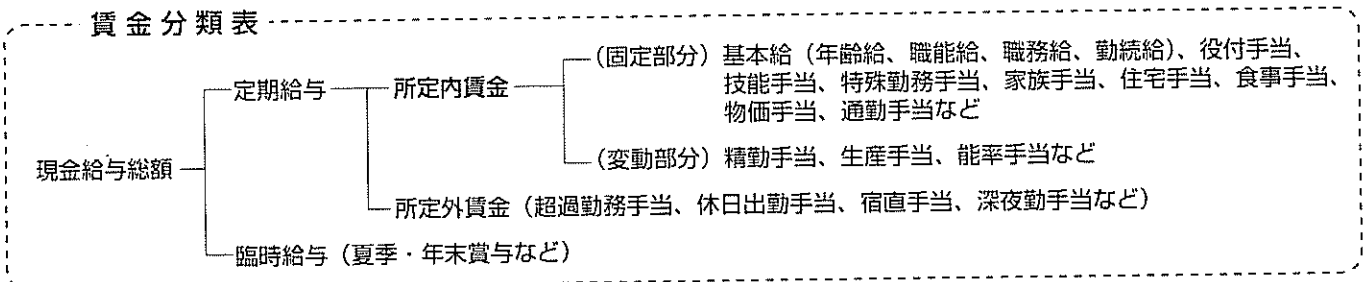 賃金分類表
(固定部分) 基本給(年齢給、職能給、職務給、勤続給)、役付手当、
定期給与 所定内賃金 技能手当、特殊勤務手当、家族手当、住宅手当、食事手当、
物価手当、通勤手当など
現金給与総額 (変動部分) 精勤手当、生産手当、能率手当など
所定外賃金(超過勤務手当、休日出勤手当、宿直手当、深夜勤手当など)
臨時給与(夏季・年末賞与など)